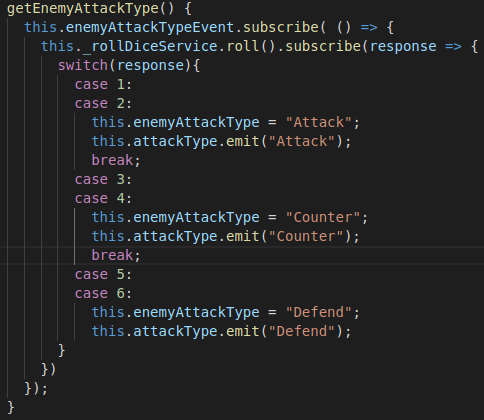 getEnemyAttackType() {
  this.enemyAttackTypeEvent.subscribe( () => {
    this._rollDiceService.roll().subscribe(response => {
      switch(response){
        case 1:
        case 2:
          this.enemyAttackType = "Attack";
          this.attackType.emit("Attack");
          break;
        case 3:
        case 4:
          this.enemyAttackType = "Counter";
          this.attackType.emit("Counter");
          break;
        case 5:
        case 6:
          this.enemyAttackType = "Defend";
          this.attackType.emit("Defend");
      }
    })
  });
}